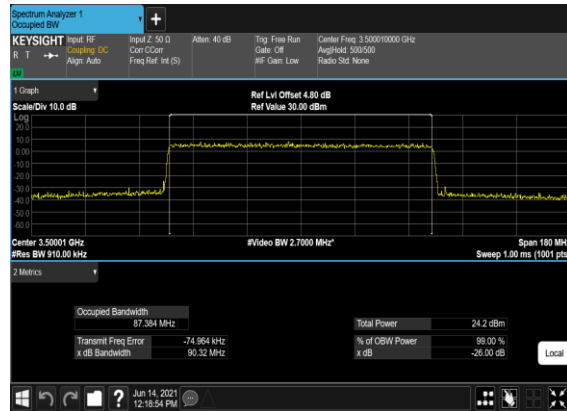 Spectrum Analyzer 1
Occupied BW
+
KEYSIGHT Input: RF Input Z: 50 Ω Atten: 40 dB Trig: Free Run Center Freq: 3.500010000 GHz
R T Coupling: DC Corr CCorr Gate: Off Avg|Hold: 500/500
Align: Auto Freq Ref: Int (S) #IF Gain: Low Radio Std: None
LV
1 Graph
Ref Lvl Offset 4.80 dB
Scale/Div 10.0 dB Ref Value 30.00 dBm
Log
20.0
10.0
0.00
-10.0
-20.0
-30.0
-40.0
-50.0
-60.0
Center 3.50001 GHz #Video BW 2.7000 MHz* Span 180 MH
#Res BW 910.00 kHz Sweep 1.00 ms (1001 pts
2 Metrics
Occupied Bandwidth
87.384 MHz Total Power 24.2 dBm
Transmit Freq Error -74.964 kHz % of OBW Power 99.00 %
x dB Bandwidth 90.32 MHz x dB -26.00 dB
Local
? Jun 14, 2021
12:18:54 PM